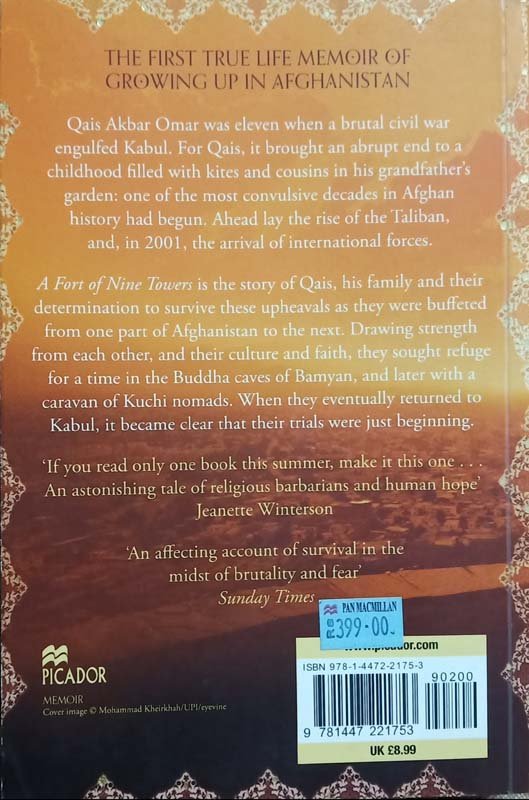 THE FIRST TRUE LIFE MEMOIR OF
GROWING UP IN AFGHANISTAN
Qais Akbar Omar was eleven when a brutal civil war
engulfed Kabul. For Qais, it brought an abrupt end to a
childhood filled with kites and cousins in his grandfather's
garden: one of the most convulsive decades in Afghan
history had begun. Ahead lay the rise of the Taliban,
and, in 2001, the arrival of international forces.
A Fort of Nine Towers is the story of Qais, his family and their
determination to survive these upheavals as they were buffeted
from one part of Afghanistan to the next. Drawing strength
from each other, and their culture and faith, they sought refuge
for a time in the Buddha caves of Bamyan, and later with a
caravan of Kuchi nomads. When they eventually returned to
Kabul, it became clear that their trials were just beginning.
'If you read only one book this summer, make it this one . . .
An astonishing tale of religious barbarians and human hope'
Jeanette Winterson
'An affecting account of survival in the
midst of brutality and fear'
Sunday Times
PAN MACMILLAN
RS 399.00
www.picador.com
ISBN 978-1-4472-2175-3
90200
9 781447 221753
UK £8.99
PICADOR
MEMOIR
Cover image © Mohammad Kheirkhah/UPI/eyevine